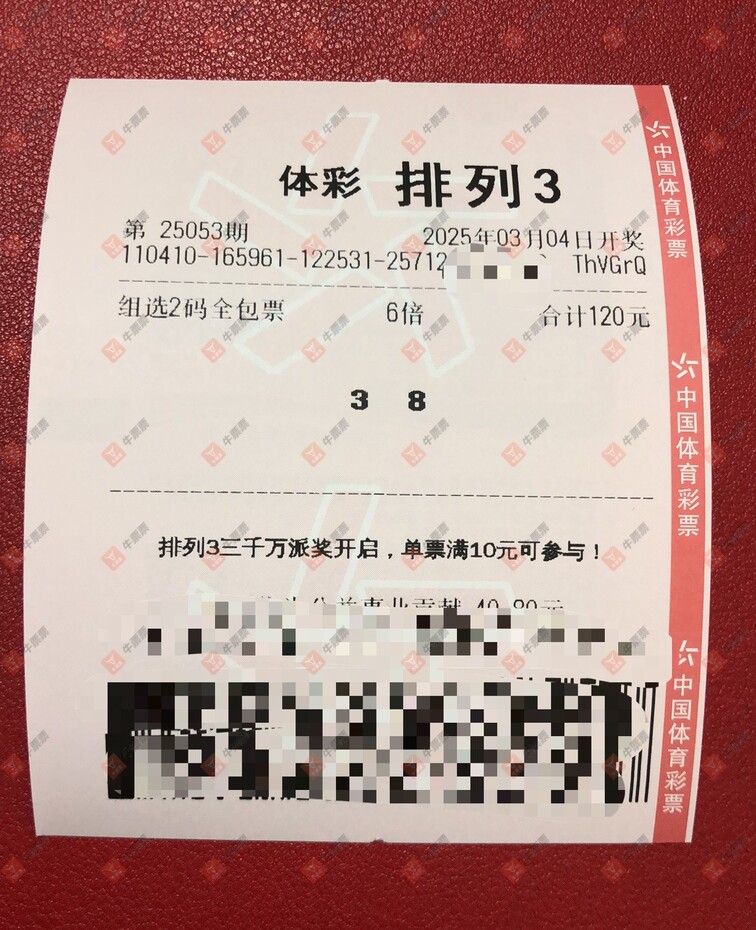 体彩 排列3
第 25053期 2025年03月04日开奖
110410-165961-122531-25712 ThVGrQ
组选2码全包票 6倍 合计120元
3 8
排列3三千万派奖开启，单票满10元可参与！
中国体育彩票
中国体育彩票
中国体育彩票
牛票票